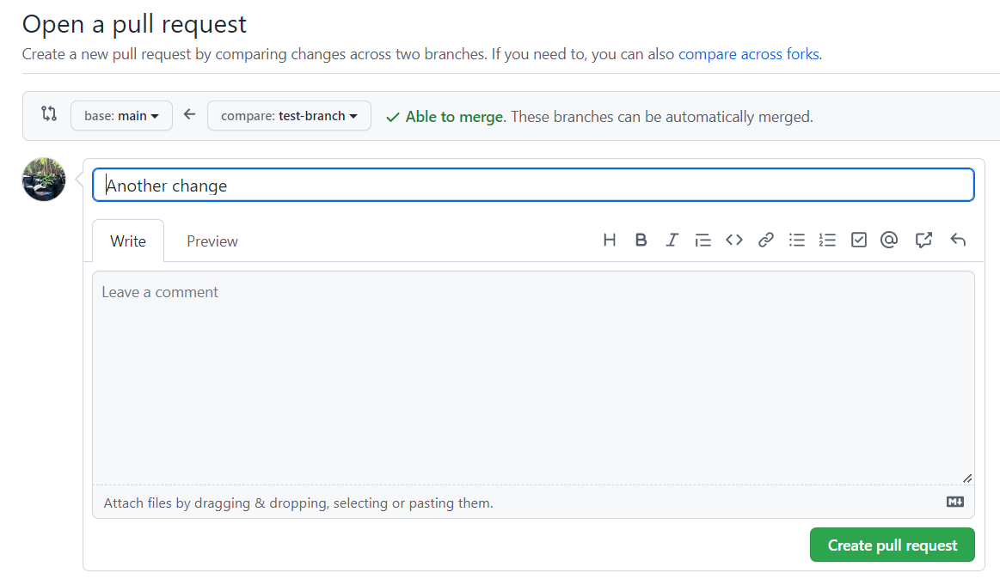 Open a pull request
Create a new pull request by comparing changes across two branches. If you need to, you can also compare across forks.
base: main
compare: test-branch
Able to merge. These branches can be automatically merged.
Another change
Write
Preview
Leave a comment
Attach files by dragging & dropping, selecting or pasting them.
Create pull request